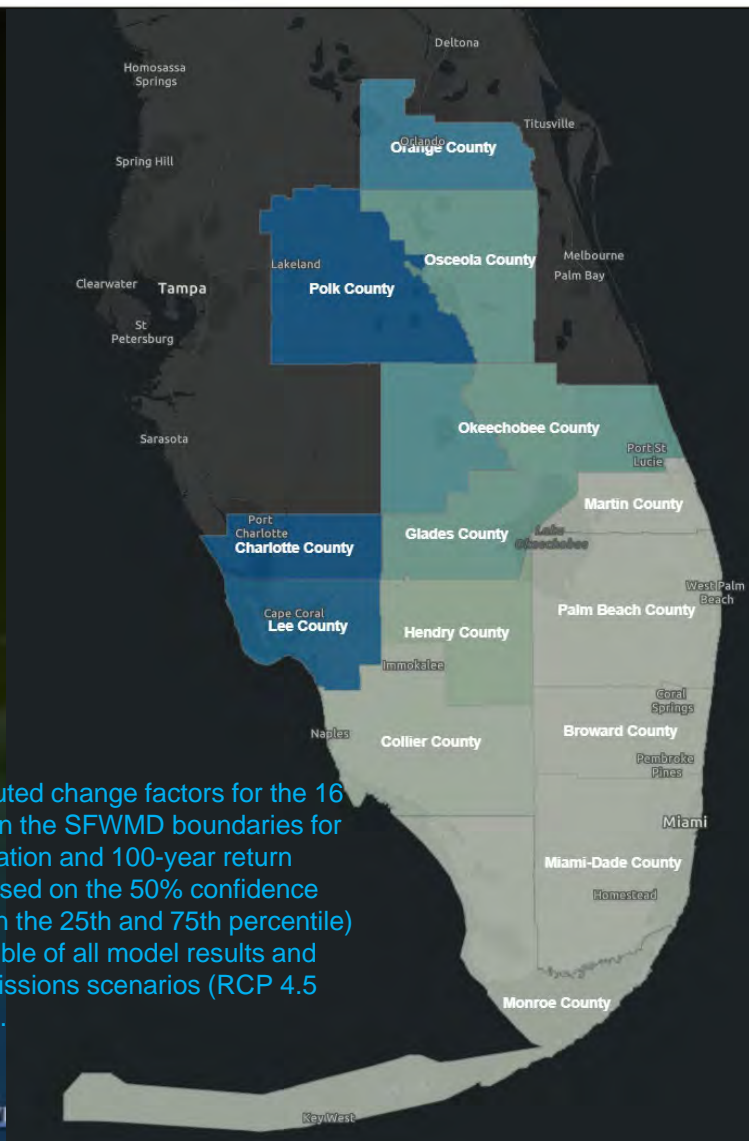 Deltona
Homosassa
Springs
Titusville
Orlando
Orange County
Spring Hill
Osceola County
Melbourne
Palm Bay
Lakeland
Polk County
Clearwater
Tampa
St
Petersburg
Okeechobee County
Sarasota
Port St
Lucie
Martin County
Port
Charlotte
Charlotte County
Glades County
Lake
Okeechobee
West Palm
Beach
Palm Beach County
Cape Coral
Lee County
Hendry County
Immokalee
Coral
Springs
Naples
Collier County
Broward County
Pembroke
Pines
uted change factors for the 16
n the SFWMD boundaries for
ation and 100-year return
sed on the 50% confidence
n the 25th and 75th percentile)
ble of all model results and
issions scenarios (RCP 4.5
.
Miami
Miami-Dade County
Homestead
Monroe County
Key West